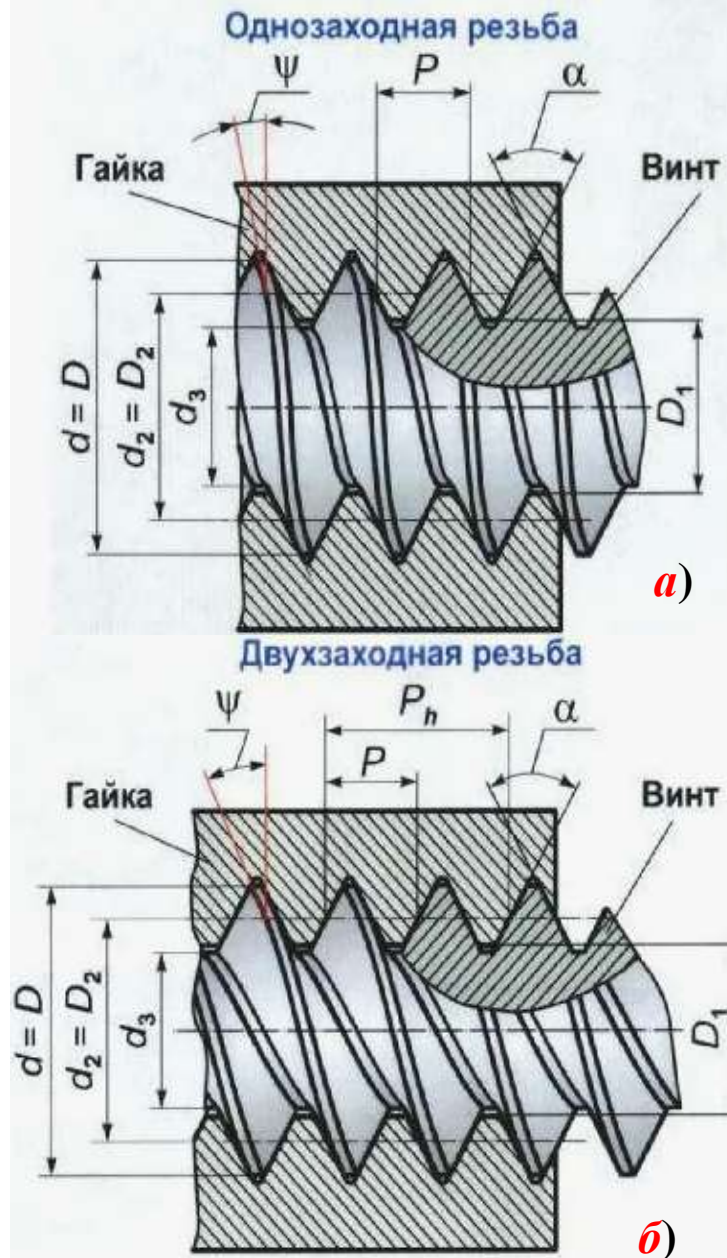 Однозаходная резьба
ψ P α
Гайка Винт
d = D
d₂ = D₂
d₃
D₁
а)
Двухзаходная резьба
ψ Pₕ α
P
Гайка Винт
d = D
d₂ = D₂
d₃
D₁
б)